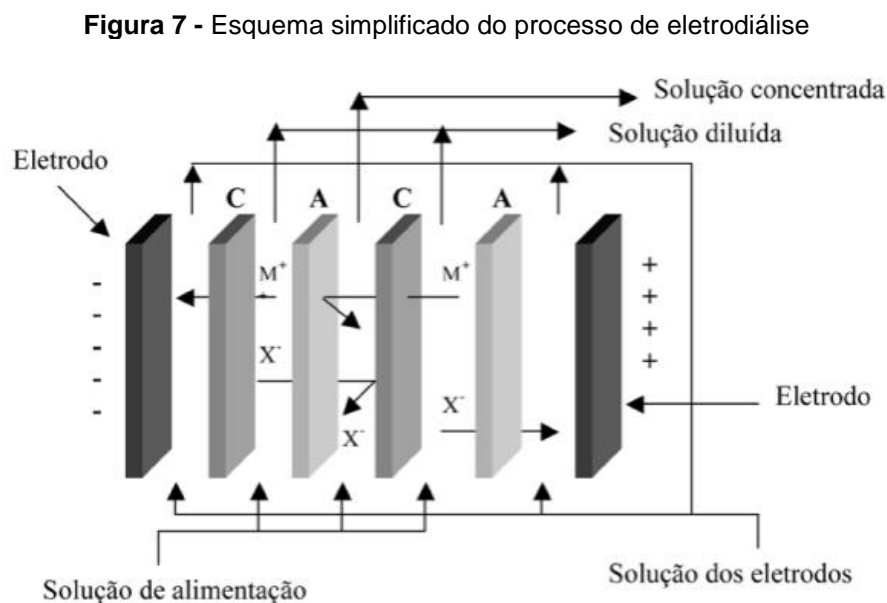 Figura 7 - Esquema simplificado do processo de eletrodiálise
Solução concentrada
Solução diluída
Eletrodo
C A C A
M+ M+
- - - - -
+ + + +
X-
X-
X-
Eletrodo
Solução de alimentação
Solução dos eletrodos